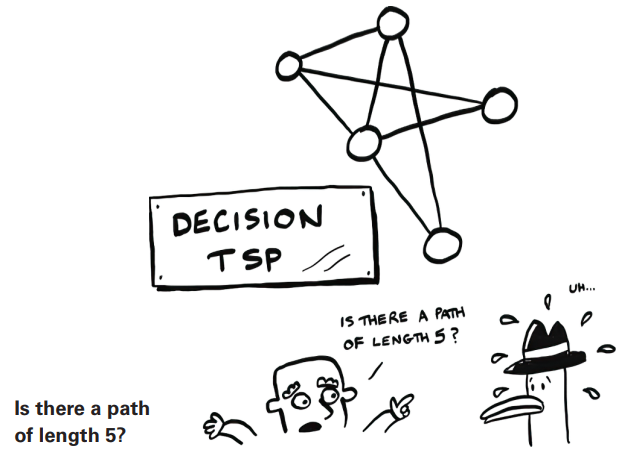 DECISION
TSP
UH...
IS THERE A PATH
OF LENGTH 5?
Is there a path
of length 5?